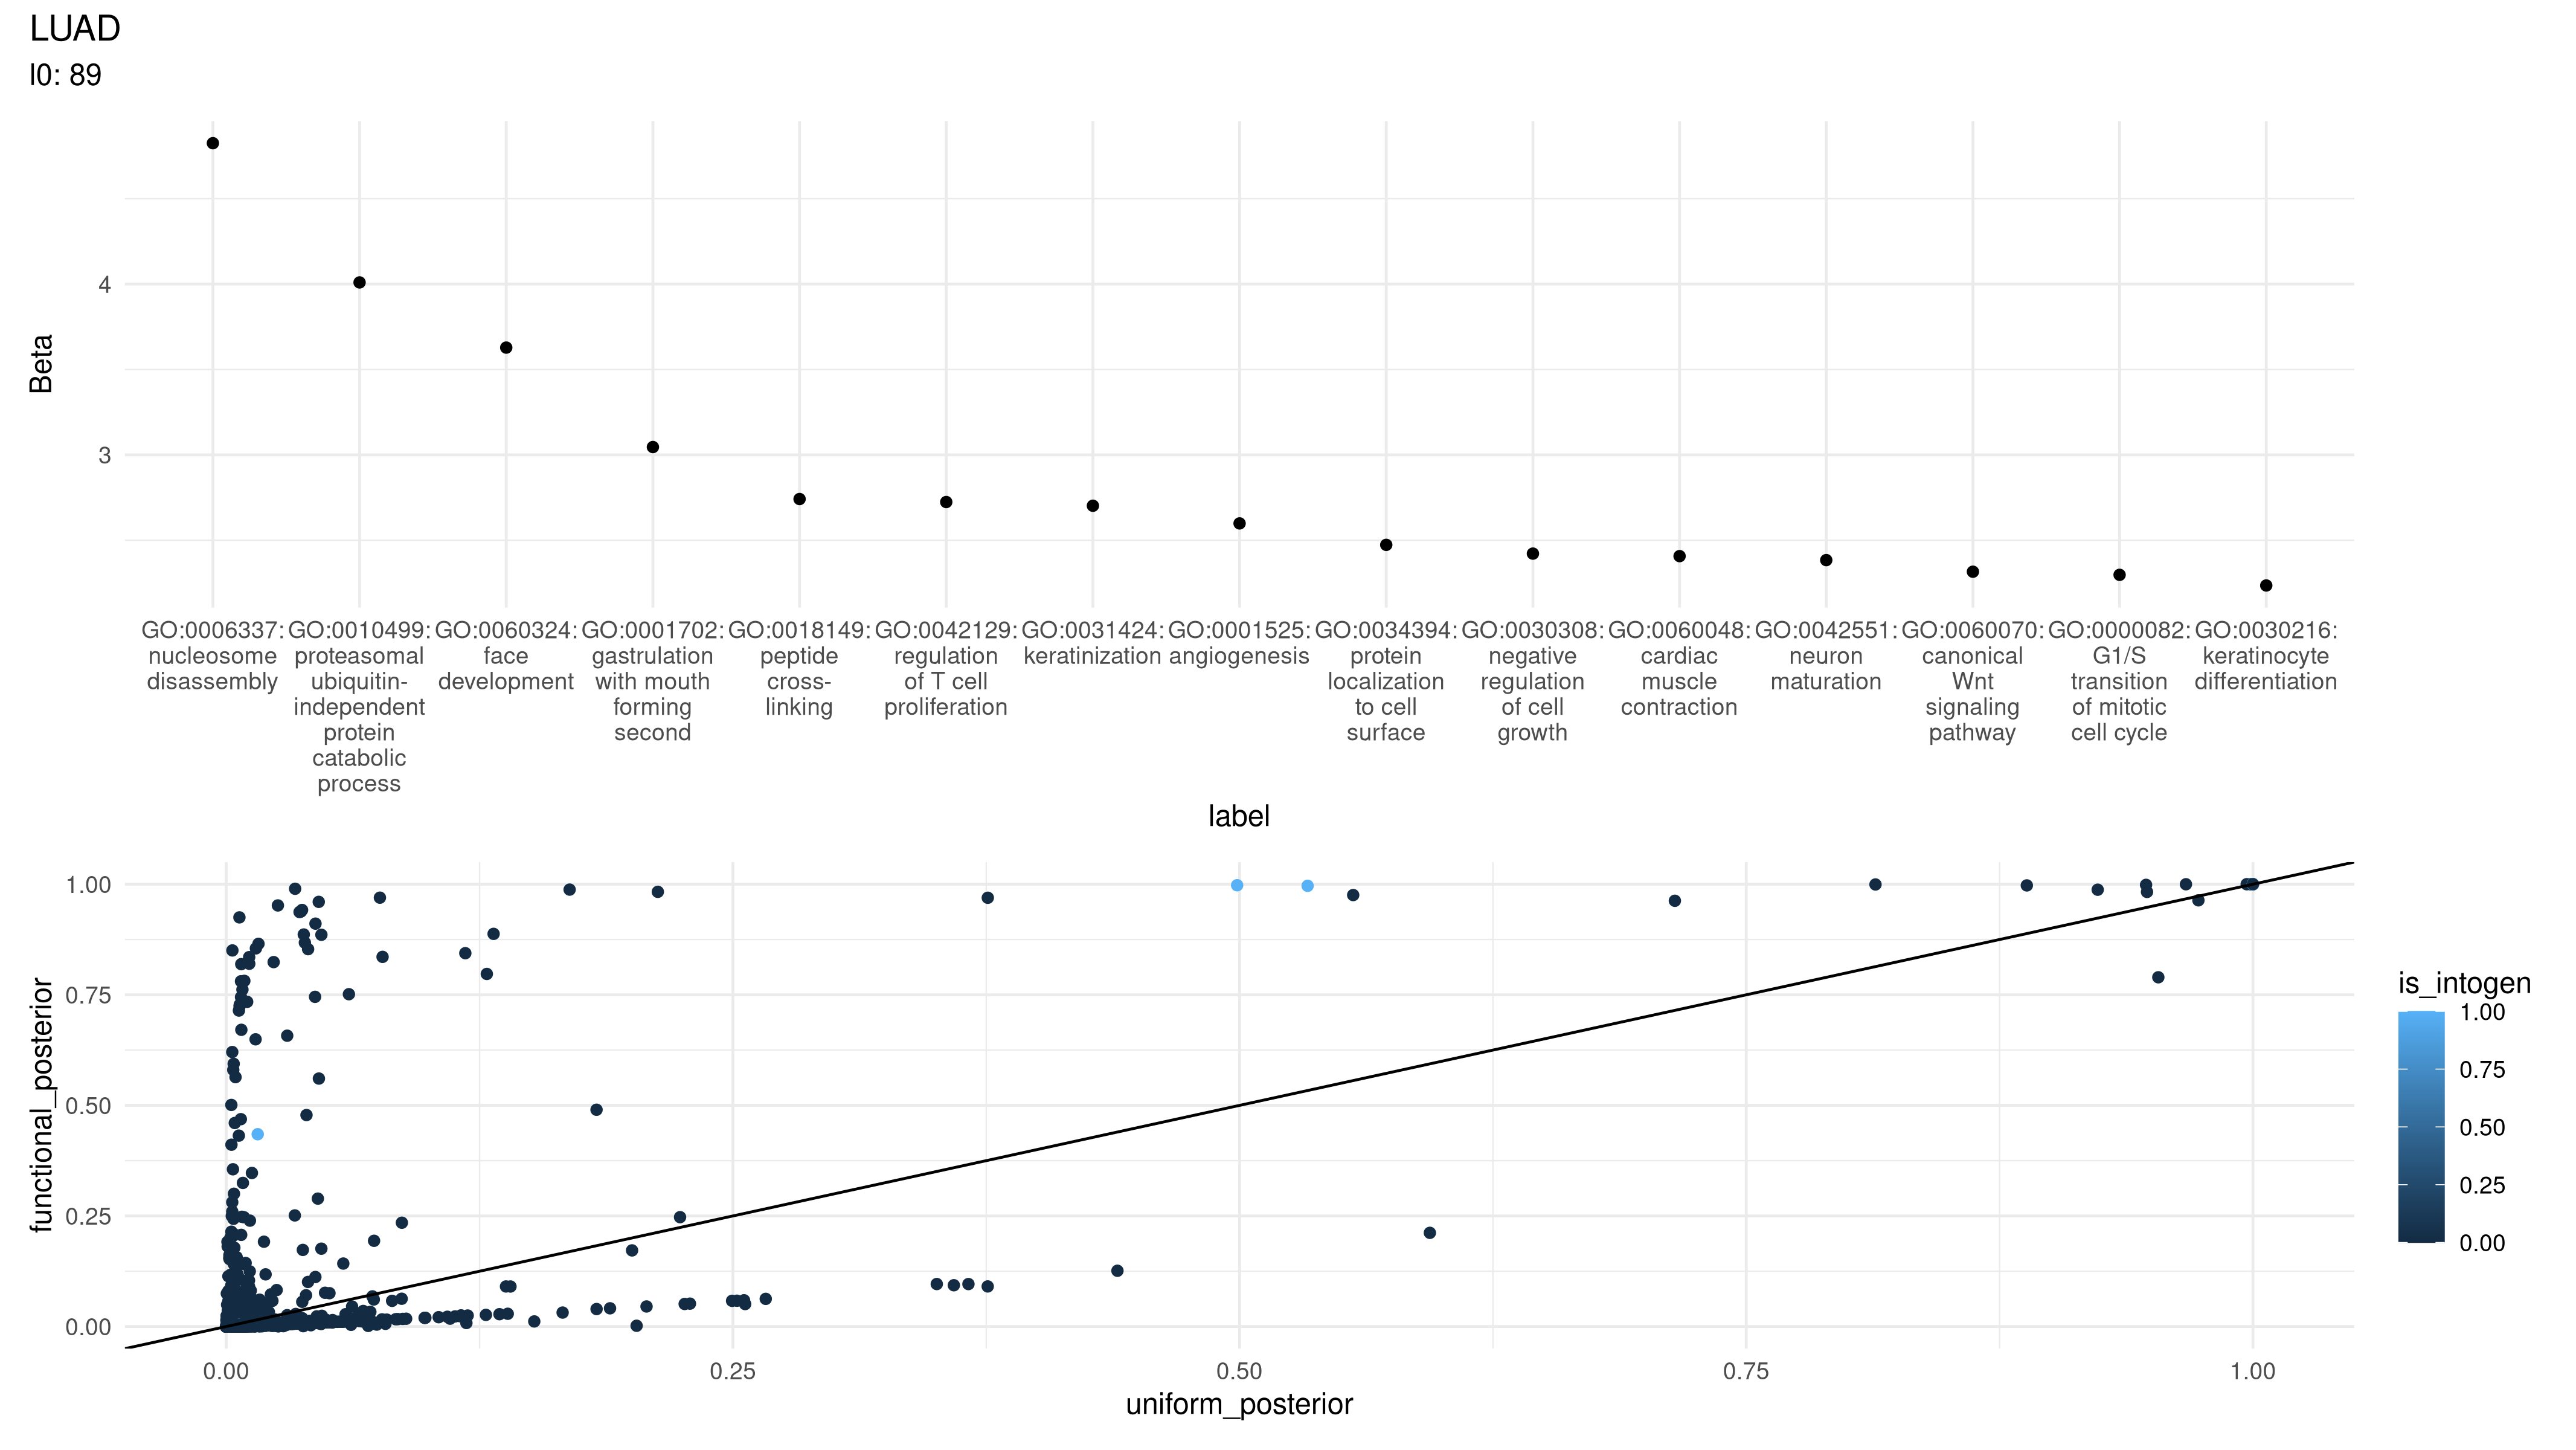 LUAD
l0: 89
Beta
4
3
GO:0006337: GO:0010499: GO:0060324: GO:0001702: GO:0018149: GO:0042129: GO:0031424: GO:0001525: GO:0034394: GO:0030308: GO:0060048: GO:0042551: GO:0060070: GO:0000082: GO:0030216:
nucleosome proteasomal face gastrulation peptide regulation keratinization angiogenesis protein negative cardiac neuron canonical G1/S keratinocyte
disassembly ubiquitin- development with mouth cross- of T cell localization regulation muscle maturation Wnt transition differentiation
independent forming linking proliferation to cell of cell contraction signaling of mitotic
protein second surface growth pathway cell cycle
catabolic
process
label
functional_posterior
1.00
0.75
0.50
0.25
0.00
0.00 0.25 0.50 0.75 1.00
uniform_posterior
is_intogen
1.00
0.75
0.50
0.25
0.00